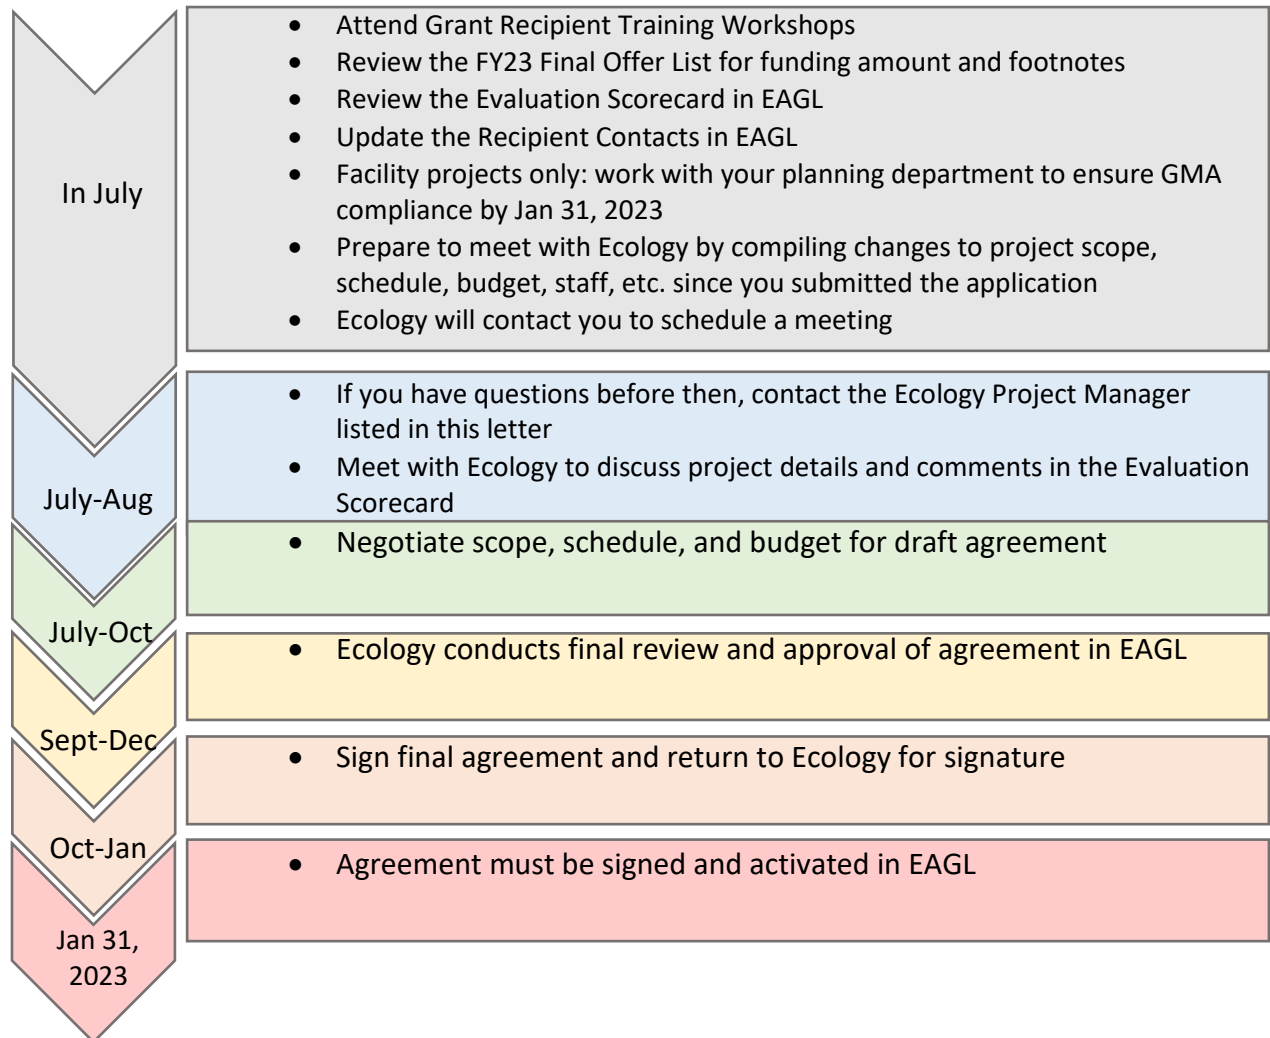 In July
• Attend Grant Recipient Training Workshops
• Review the FY23 Final Offer List for funding amount and footnotes
• Review the Evaluation Scorecard in EAGL
• Update the Recipient Contacts in EAGL
• Facility projects only: work with your planning department to ensure GMA
compliance by Jan 31, 2023
• Prepare to meet with Ecology by compiling changes to project scope,
schedule, budget, staff, etc. since you submitted the application
• Ecology will contact you to schedule a meeting
July-Aug
• If you have questions before then, contact the Ecology Project Manager
listed in this letter
• Meet with Ecology to discuss project details and comments in the Evaluation
Scorecard
July-Oct
• Negotiate scope, schedule, and budget for draft agreement
Sept-Dec
• Ecology conducts final review and approval of agreement in EAGL
Oct-Jan
• Sign final agreement and return to Ecology for signature
Jan 31,
2023
• Agreement must be signed and activated in EAGL